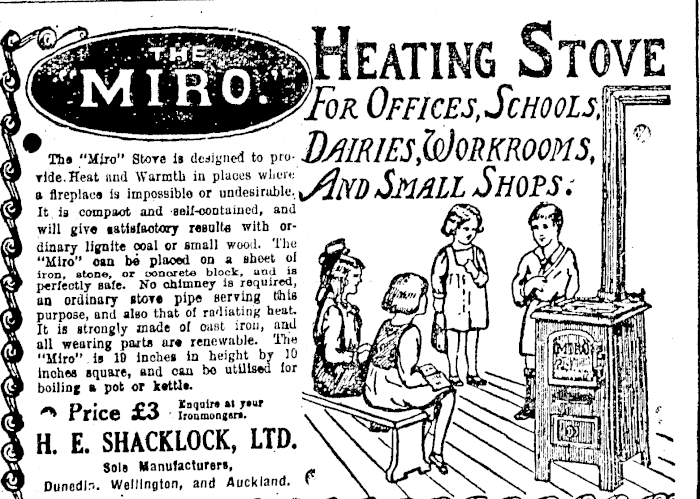 THE
"MIRO."
HEATING STOVE
FOR OFFICES, SCHOOLS,
DAIRIES, WORKROOMS,
AND SMALL SHOPS.
The "Miro" Stove is designed to pro-
vide Heat and Warmth in places where
a fireplace is impossible or undesirable.
It is compact and self-contained, and
will give satisfactory results with or-
dinary lignite coal or small wood. The
"Miro" can be placed on a sheet of
iron, stone, or concrete block, and is
perfectly safe. No chimney is required,
an ordinary stove pipe serving this
purpose, and also that of radiating heat.
It is strongly made of cast iron, and
all wearing parts are renewable. The
"Miro" is 19 inches in height by 10
inches square, and can be utilised for
boiling a pot or kettle.
Price £3 Enquire at your
Ironmongers.
H. E. SHACKLOCK, LTD.
Sole Manufacturers,
Dunedin, Wellington, and Auckland.
MIRO